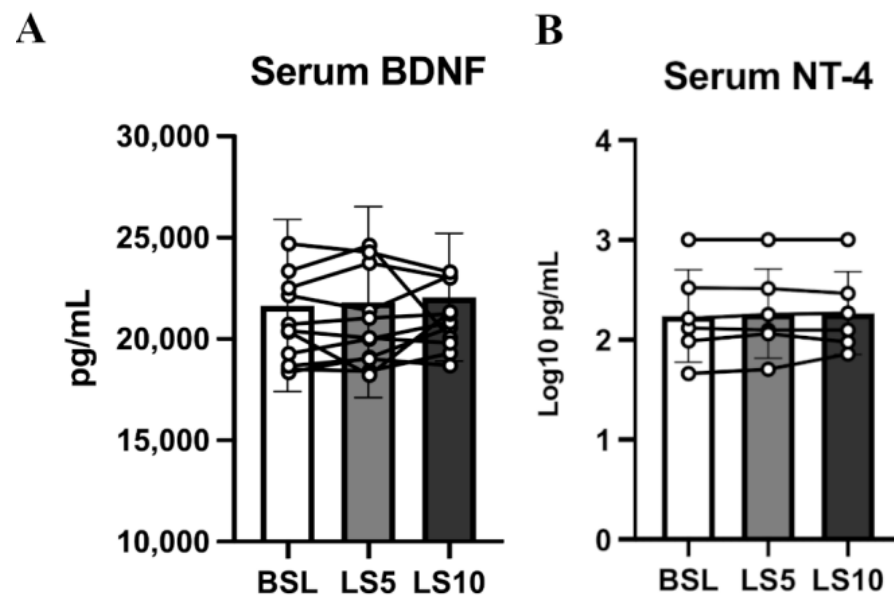 A
Serum BDNF
30,000
25,000
20,000
15,000
10,000
pg/mL
BSL LS5 LS10
B
Serum NT-4
4
3
2
1
0
Log10 pg/mL
BSL LS5 LS10